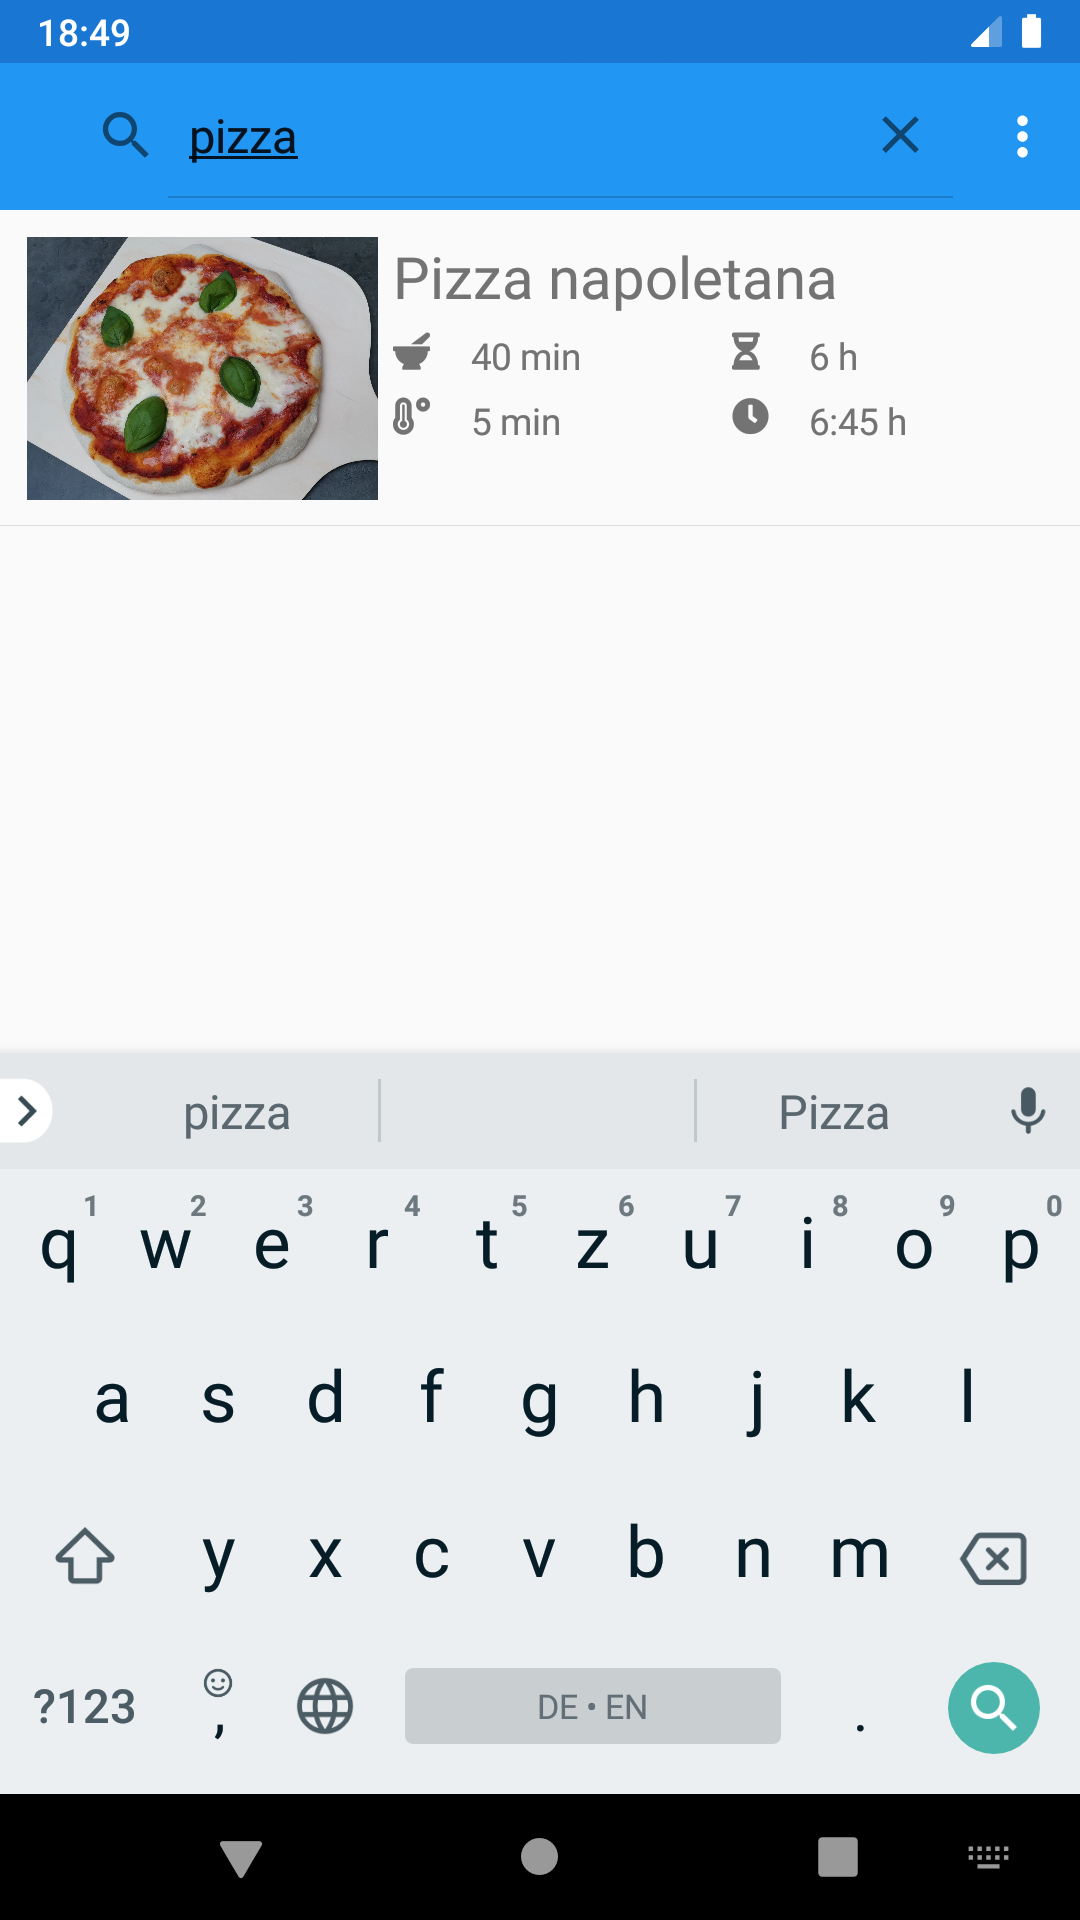 18:49
pizza
Pizza napoletana
40 min 6 h
5 min 6:45 h
pizza Pizza
1 2 3 4 5 6 7 8 9 0
q w e r t z u i o p
a s d f g h j k l
y x c v b n m
?123 , DE • EN .